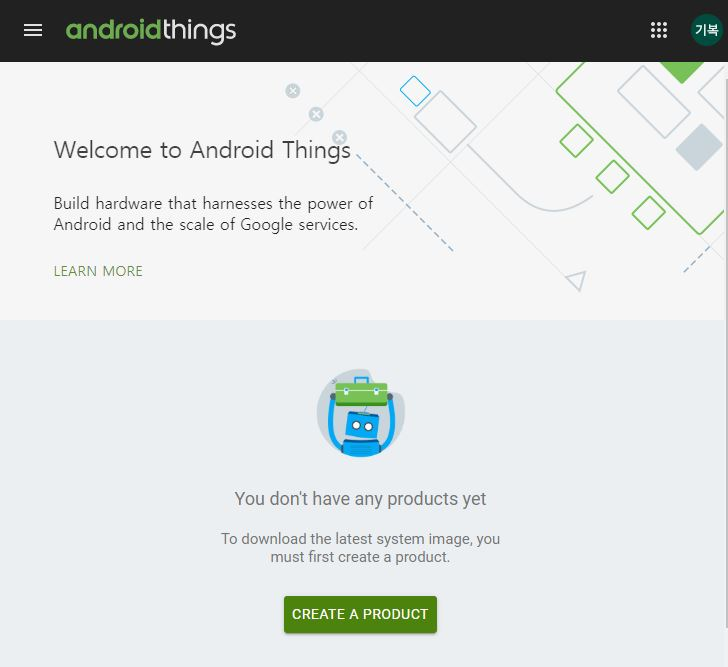 androidthings
기복
Welcome to Android Things
Build hardware that harnesses the power of
Android and the scale of Google services.
LEARN MORE
You don't have any products yet
To download the latest system image, you
must first create a product.
CREATE A PRODUCT